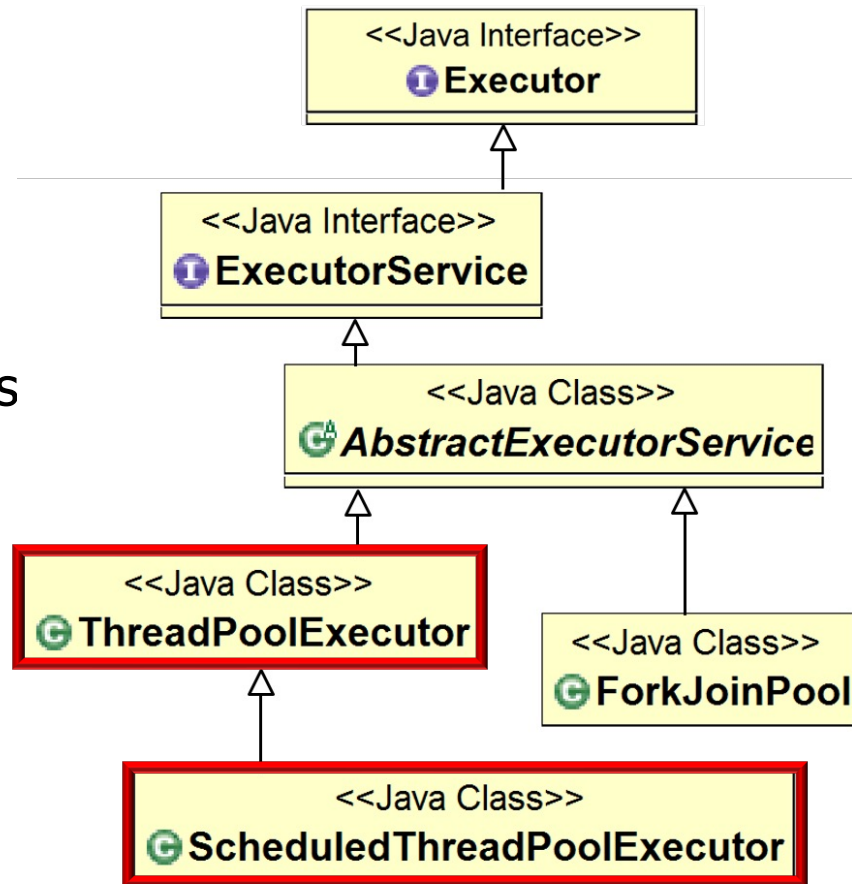 <<Java Interface>>
Executor
<<Java Interface>>
ExecutorService
s
<<Java Class>>
AbstractExecutorService
<<Java Class>>
ThreadPoolExecutor
<<Java Class>>
ForkJoinPool
<<Java Class>>
ScheduledThreadPoolExecutor